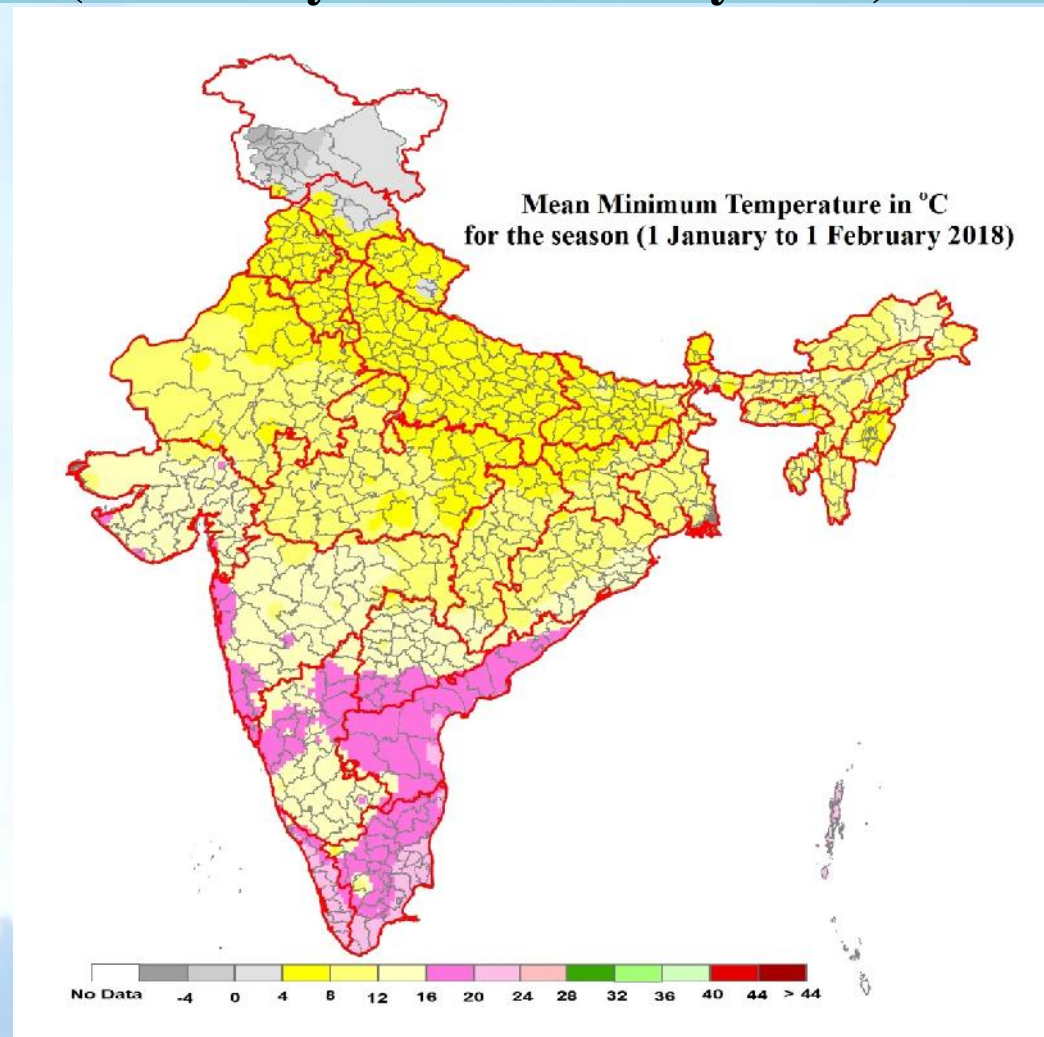 Mean Minimum Temperature in °C
for the season (1 January to 1 February 2018)
No Data -4 0 4 8 12 16 20 24 28 32 36 40 44 > 44